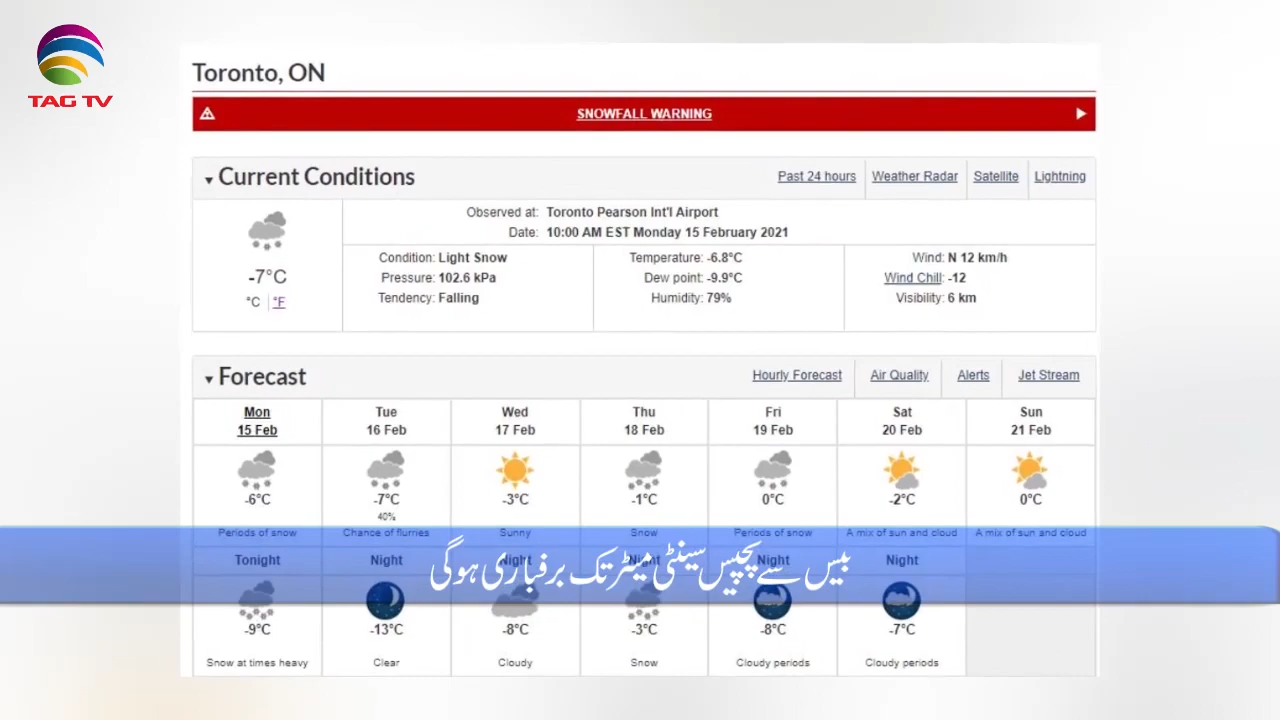 TAG TV
Toronto, ON
SNOWFALL WARNING
Current Conditions
Past 24 hours
Weather Radar
Satellite
Lightning
-7°C
°C
°F
Observed at: Toronto Pearson Int'l Airport
Date: 10:00 AM EST Monday 15 February 2021
Condition: Light Snow
Pressure: 102.6 kPa
Tendency: Falling
Temperature: -6.8°C
Dew point: -9.9°C
Humidity: 79%
Wind: N 12 km/h
Wind Chill: -12
Visibility: 6 km
Forecast
Hourly Forecast
Air Quality
Alerts
Jet Stream
Mon Tue Wed Thu Fri Sat Sun
15 Feb 16 Feb 17 Feb 18 Feb 19 Feb 20 Feb 21 Feb
-6°C -7°C -3°C -1°C 0°C -2°C 0°C
40%
Periods of snow Chance of flurries Sunny Snow Periods of snow A mix of sun and cloud A mix of sun and cloud
Tonight Night Night Night Night Night
بیس سے پچیس سینٹی میٹر تک برفباری ہوگی
-9°C -13°C -8°C -3°C -8°C -7°C
Snow at times heavy Clear Cloudy Snow Cloudy periods Cloudy periods